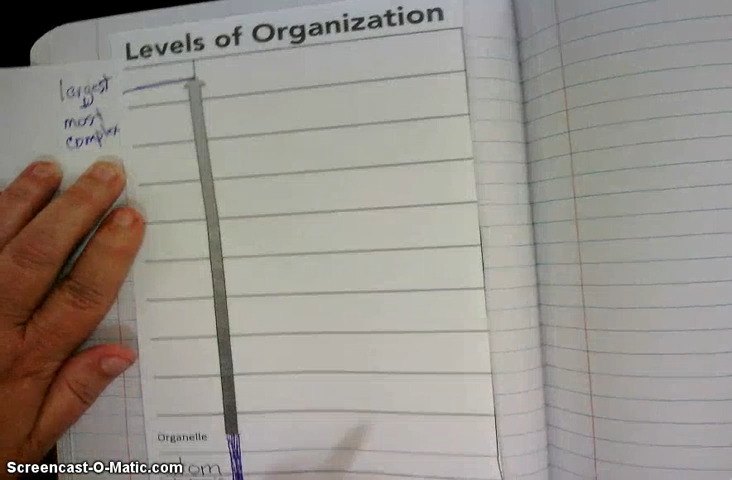 Levels of Organization
largest
most
complex
Organelle
Screencast-O-Matic.com